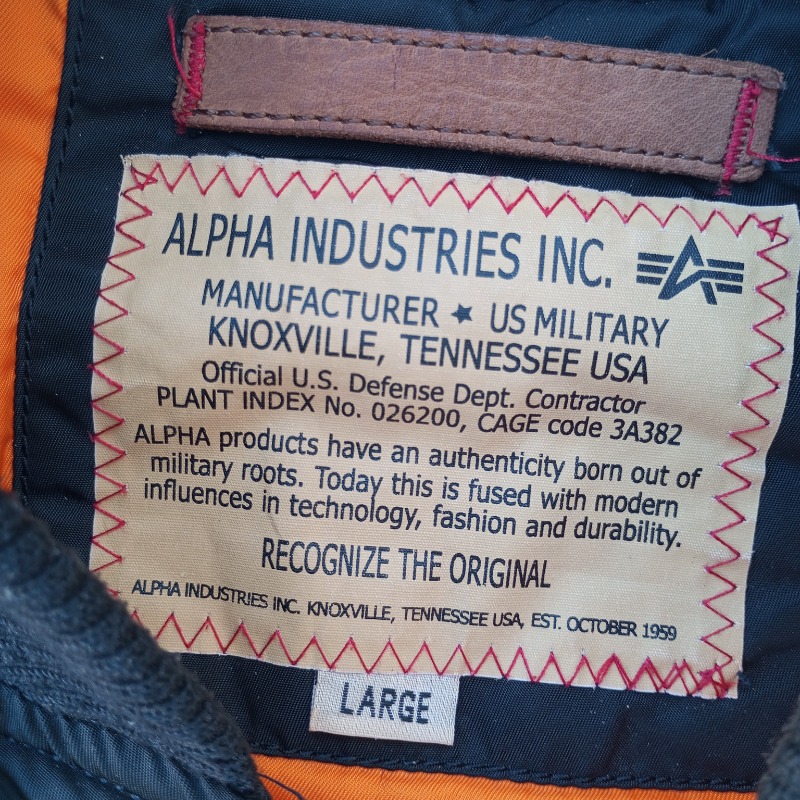 ALPHA INDUSTRIES INC.
MANUFACTURER ★ US MILITARY
KNOXVILLE, TENNESSEE USA
Official U.S. Defense Dept. Contractor
PLANT INDEX No. 026200, CAGE code 3A382
ALPHA products have an authenticity born out of
military roots. Today this is fused with modern
influences in technology, fashion and durability.
RECOGNIZE THE ORIGINAL
ALPHA INDUSTRIES INC. KNOXVILLE, TENNESSEE USA, EST. OCTOBER 1959
LARGE